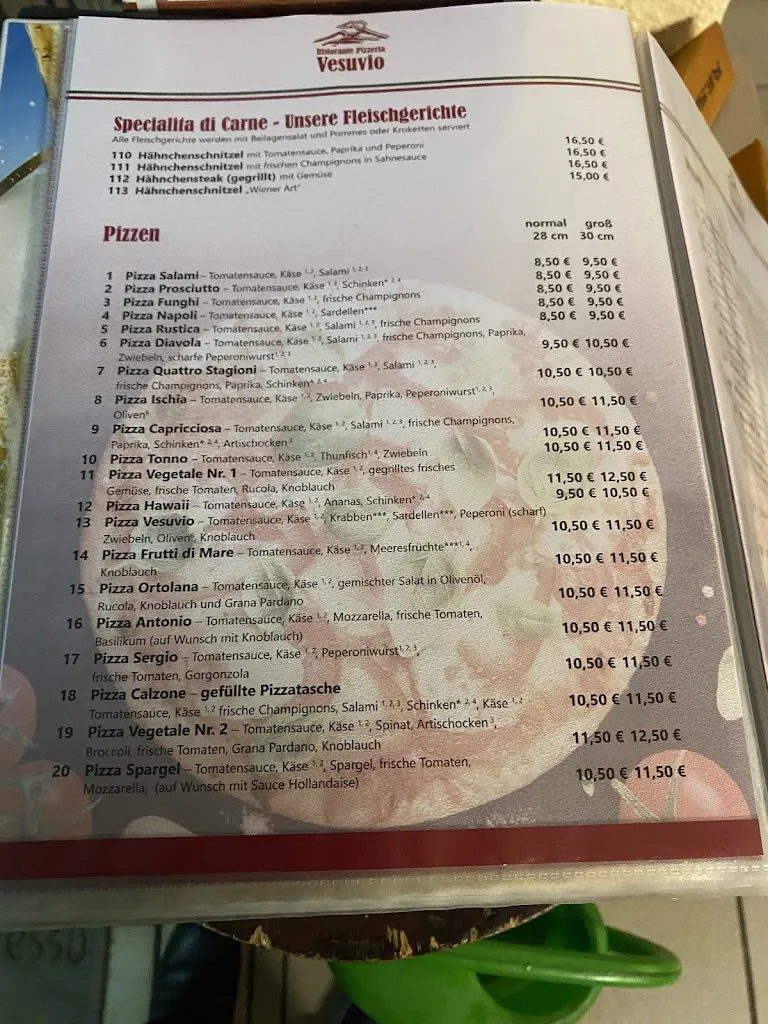 Ristorante Pizzeria
Vesuvio
Specialita di Carne - Unsere Fleischgerichte
Alle Fleischgerichte werden mit Beilagensalat und Pommes oder Kroketten serviert
110 Hähnchenschnitzel mit Tomatensauce, Paprika und Peperoni 16,50 €
111 Hähnchenschnitzel mit frischen Champignons in Sahnesauce 16,50 €
112 Hähnchensteak (gegrillt) mit Gemüse 16,50 €
113 Hähnchenschnitzel „Wiener Art" 15,00 €
Pizzen
normal groß
28 cm 30 cm
1 Pizza Salami – Tomatensauce, Käse 1, 2, Salami 1, 2, 3 8,50 € 9,50 €
2 Pizza Prosciutto – Tomatensauce, Käse 1, 2, Schinken* 2, 4 8,50 € 9,50 €
3 Pizza Funghi – Tomatensauce, Käse 1, 2, frische Champignons 8,50 € 9,50 €
4 Pizza Napoli – Tomatensauce, Käse 1, 2, Sardellen*** 8,50 € 9,50 €
5 Pizza Rustica – Tomatensauce, Käse 1, 2, Salami 1, 2, 3, frische Champignons 8,50 € 9,50 €
6 Pizza Diavola – Tomatensauce, Käse 1, 2, Salami 1, 2, 3, frische Champignons, Paprika,
Zwiebeln, scharfe Peperoniwurst 1, 2, 3 9,50 € 10,50 €
7 Pizza Quattro Stagioni – Tomatensauce, Käse 1, 2, Salami 1, 2, 3,
frische Champignons, Paprika, Schinken* 2, 4 10,50 € 10,50 €
8 Pizza Ischia – Tomatensauce, Käse 1, 2, Zwiebeln, Paprika, Peperoniwurst 1, 2, 3,
Oliven 6 10,50 € 11,50 €
9 Pizza Capricciosa – Tomatensauce, Käse 1, 2, Salami 1, 2, 3, frische Champignons,
Paprika, Schinken* 2, 4, Artischocken 3 10,50 € 11,50 €
10 Pizza Tonno – Tomatensauce, Käse 1, 2, Thunfisch 1, 4, Zwiebeln 10,50 € 11,50 €
11 Pizza Vegetale Nr. 1 – Tomatensauce, Käse 1, 2, gegrilltes frisches
Gemüse, frische Tomaten, Rucola, Knoblauch 11,50 € 12,50 €
12 Pizza Hawaii – Tomatensauce, Käse 1, 2, Ananas, Schinken* 2, 4 9,50 € 10,50 €
13 Pizza Vesuvio – Tomatensauce, Käse 1, 2, Krabben***, Sardellen***, Peperoni (scharf)
Zwiebeln, Oliven 6, Knoblauch 10,50 € 11,50 €
14 Pizza Frutti di Mare – Tomatensauce, Käse 1, 2, Meeresfrüchte*** 1, 4,
Knoblauch 10,50 € 11,50 €
15 Pizza Ortolana – Tomatensauce, Käse 1, 2, gemischter Salat in Olivenöl,
Rucola, Knoblauch und Grana Pardano 10,50 € 11,50 €
16 Pizza Antonio – Tomatensauce, Käse 1, 2, Mozzarella, frische Tomaten,
Basilikum (auf Wunsch mit Knoblauch) 10,50 € 11,50 €
17 Pizza Sergio – Tomatensauce, Käse 1, 2, Peperoniwurst 1, 2, 3,
frische Tomaten, Gorgonzola 10,50 € 11,50 €
18 Pizza Calzone – gefüllte Pizzatasche
Tomatensauce, Käse 1, 2 frische Champignons, Salami 1, 2, 3, Schinken* 2, 4, Käse 1, 2 10,50 € 11,50 €
19 Pizza Vegetale Nr. 2 – Tomatensauce, Käse 1, 2, Spinat, Artischocken 3,
Broccoli, frische Tomaten, Grana Pardano, Knoblauch 11,50 € 12,50 €
20 Pizza Spargel – Tomatensauce, Käse 1, 2, Spargel, frische Tomaten,
Mozzarella, (auf Wunsch mit Sauce Hollandaise) 10,50 € 11,50 €